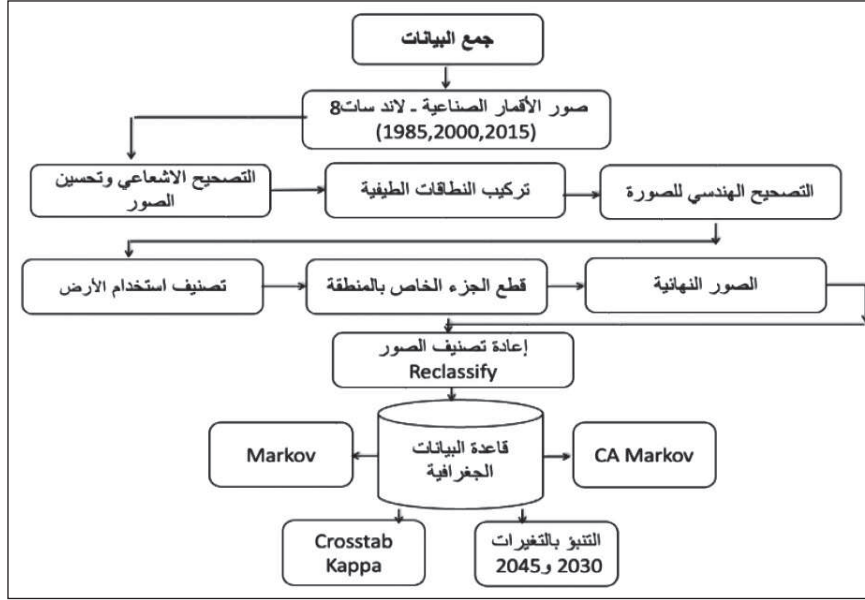 جمع البيانات
صور الأقمار الصناعية ـ لاند سات8
(1985,2000,2015)
التصحيح الاشعاعي وتحسين
الصور
تركيب النطاقات الطيفية
التصحيح الهندسي للصورة
تصنيف استخدام الأرض
قطع الجزء الخاص بالمنطقة
الصور النهائية
إعادة تصنيف الصور
Reclassify
قاعدة البيانات
الجغرافية
Markov
CA Markov
Crosstab
Kappa
التنبؤ بالتغيرات
2030 و2045